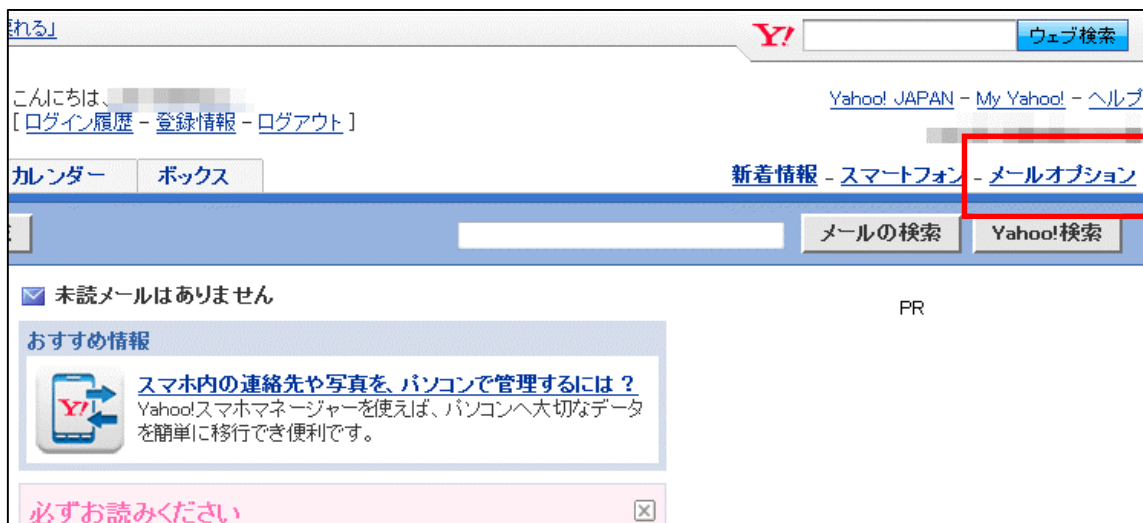 れる」
Y! ウェブ検索
こんにちは、
Yahoo! JAPAN - My Yahoo! - ヘルプ
[ ログイン履歴 - 登録情報 - ログアウト ]
カレンダー ボックス 新着情報 - スマートフォン - メールオプション
メールの検索 Yahoo!検索
未読メールはありません
PR
おすすめ情報
スマホ内の連絡先や写真を、パソコンで管理するには?
Y! Yahoo!スマホマネージャーを使えば、パソコンへ大切なデータ
を簡単に移行でき便利です。
必ずお読みください